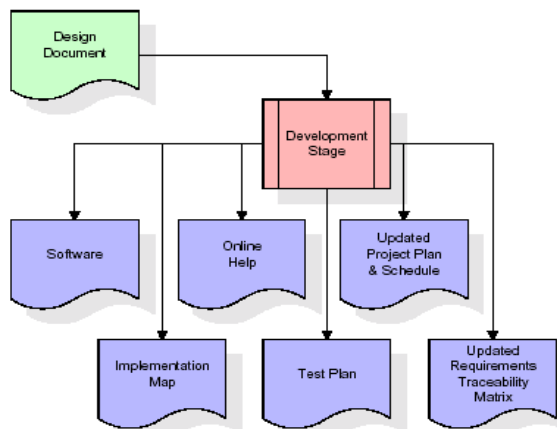 Design
Document
Development
Stage
Software
Online
Help
Updated
Project Plan
& Schedule
Implementation
Map
Test Plan
Updated
Requirements
Traceability
Matrix